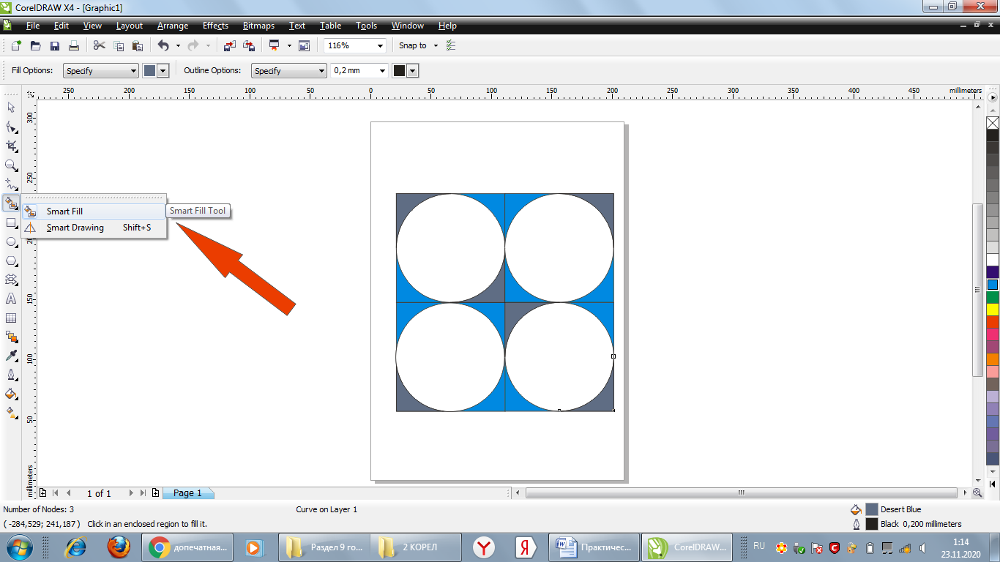 CorelDRAW X4 - [Graphic1]
File Edit View Layout Arrange Effects Bitmaps Text Table Tools Window Help
116% Snap to
Fill Options: Specify Outline Options: Specify 0,2 mm
250 200 150 100 50 0 50 100 150 200 250 300 350 400 450 millimeters
300
250
Smart Fill
Smart Fill Tool
Smart Drawing Shift+S
150
100
50
millimeters
1 of 1 Page 1
Number of Nodes: 3 Curve on Layer 1 Desert Blue
( -284,529; 241,187 ) Click in an enclosed region to fill it. Black 0,200 millimeters
допечатная... Раздел 9 го... 2 КОРЕЛ Y Я Практичес... CorelDRAW... RU 1:14
23.11.2020